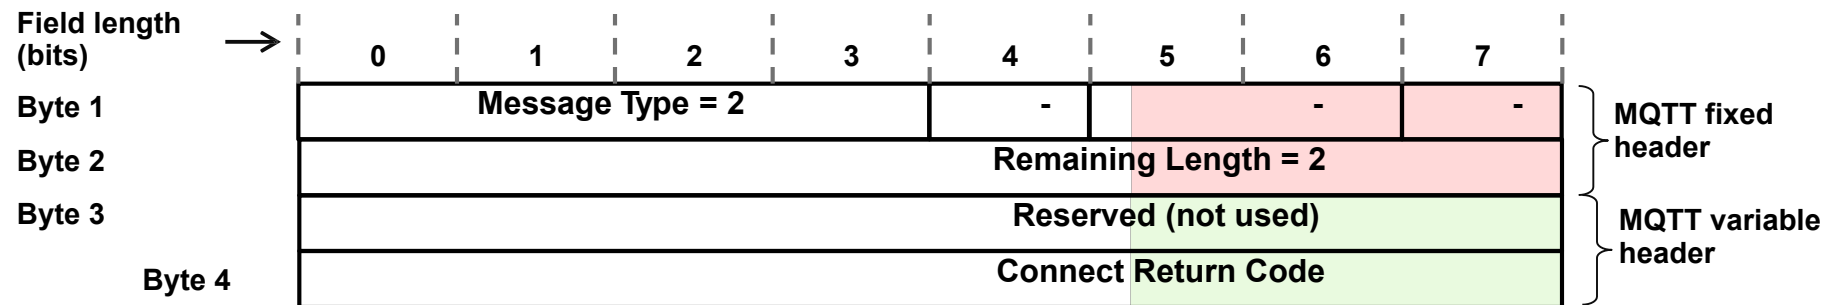 Field length
(bits)
0 1 2 3 4 5 6 7
Byte 1 Message Type = 2 - - -
MQTT fixed
header
Byte 2 Remaining Length = 2
Byte 3 Reserved (not used)
MQTT variable
header
Byte 4 Connect Return Code